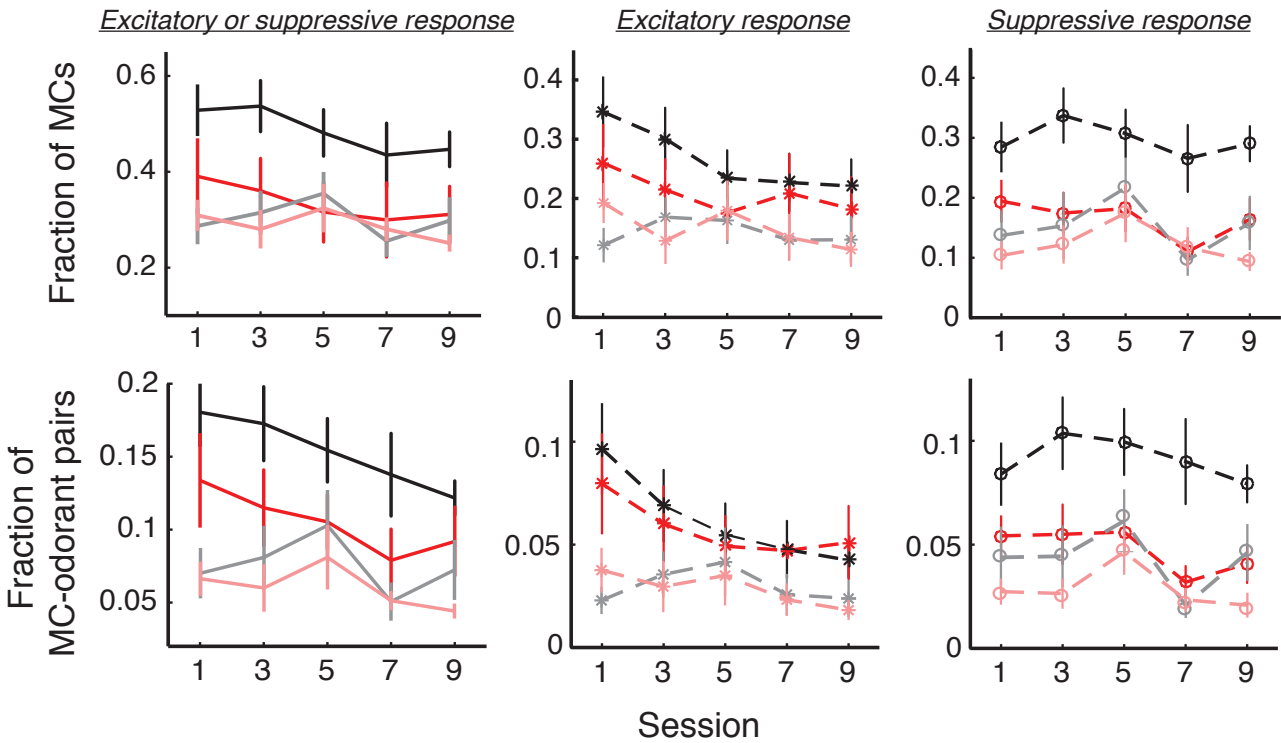 Excitatory or suppressive response
Excitatory response
Suppressive response
Fraction of MCs
0.6
0.4
0.2
1 3 5 7 9
0.4
0.3
0.2
0.1
0
1 3 5 7 9
0.4
0.3
0.2
0.1
0
1 3 5 7 9
Fraction of
MC-odorant pairs
0.2
0.15
0.1
0.05
1 3 5 7 9
0.1
0.05
0
1 3 5 7 9
0.1
0.05
0
1 3 5 7 9
Session